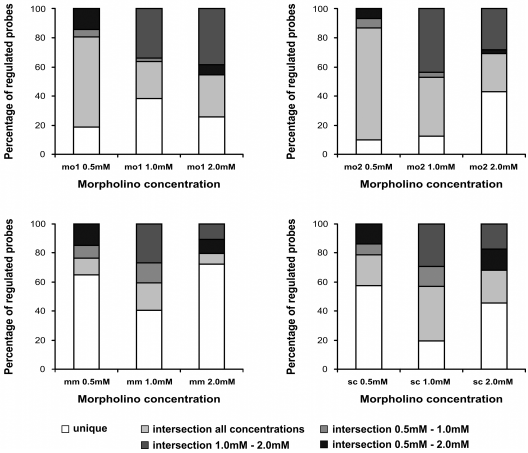 Percentage of regulated probes
100
80
60
40
20
0
mo1 0.5mM mo1 1.0mM mo1 2.0mM
Morpholino concentration
Percentage of regulated probes
100
80
60
40
20
0
mo2 0.5mM mo2 1.0mM mo2 2.0mM
Morpholino concentration
Percentage of regulated probes
100
80
60
40
20
0
mm 0.5mM mm 1.0mM mm 2.0mM
Morpholino concentration
Percentage of regulated probes
100
80
60
40
20
0
sc 0.5mM sc 1.0mM sc 2.0mM
Morpholino concentration
unique intersection all concentrations intersection 0.5mM - 1.0mM
intersection 1.0mM - 2.0mM intersection 0.5mM - 2.0mM